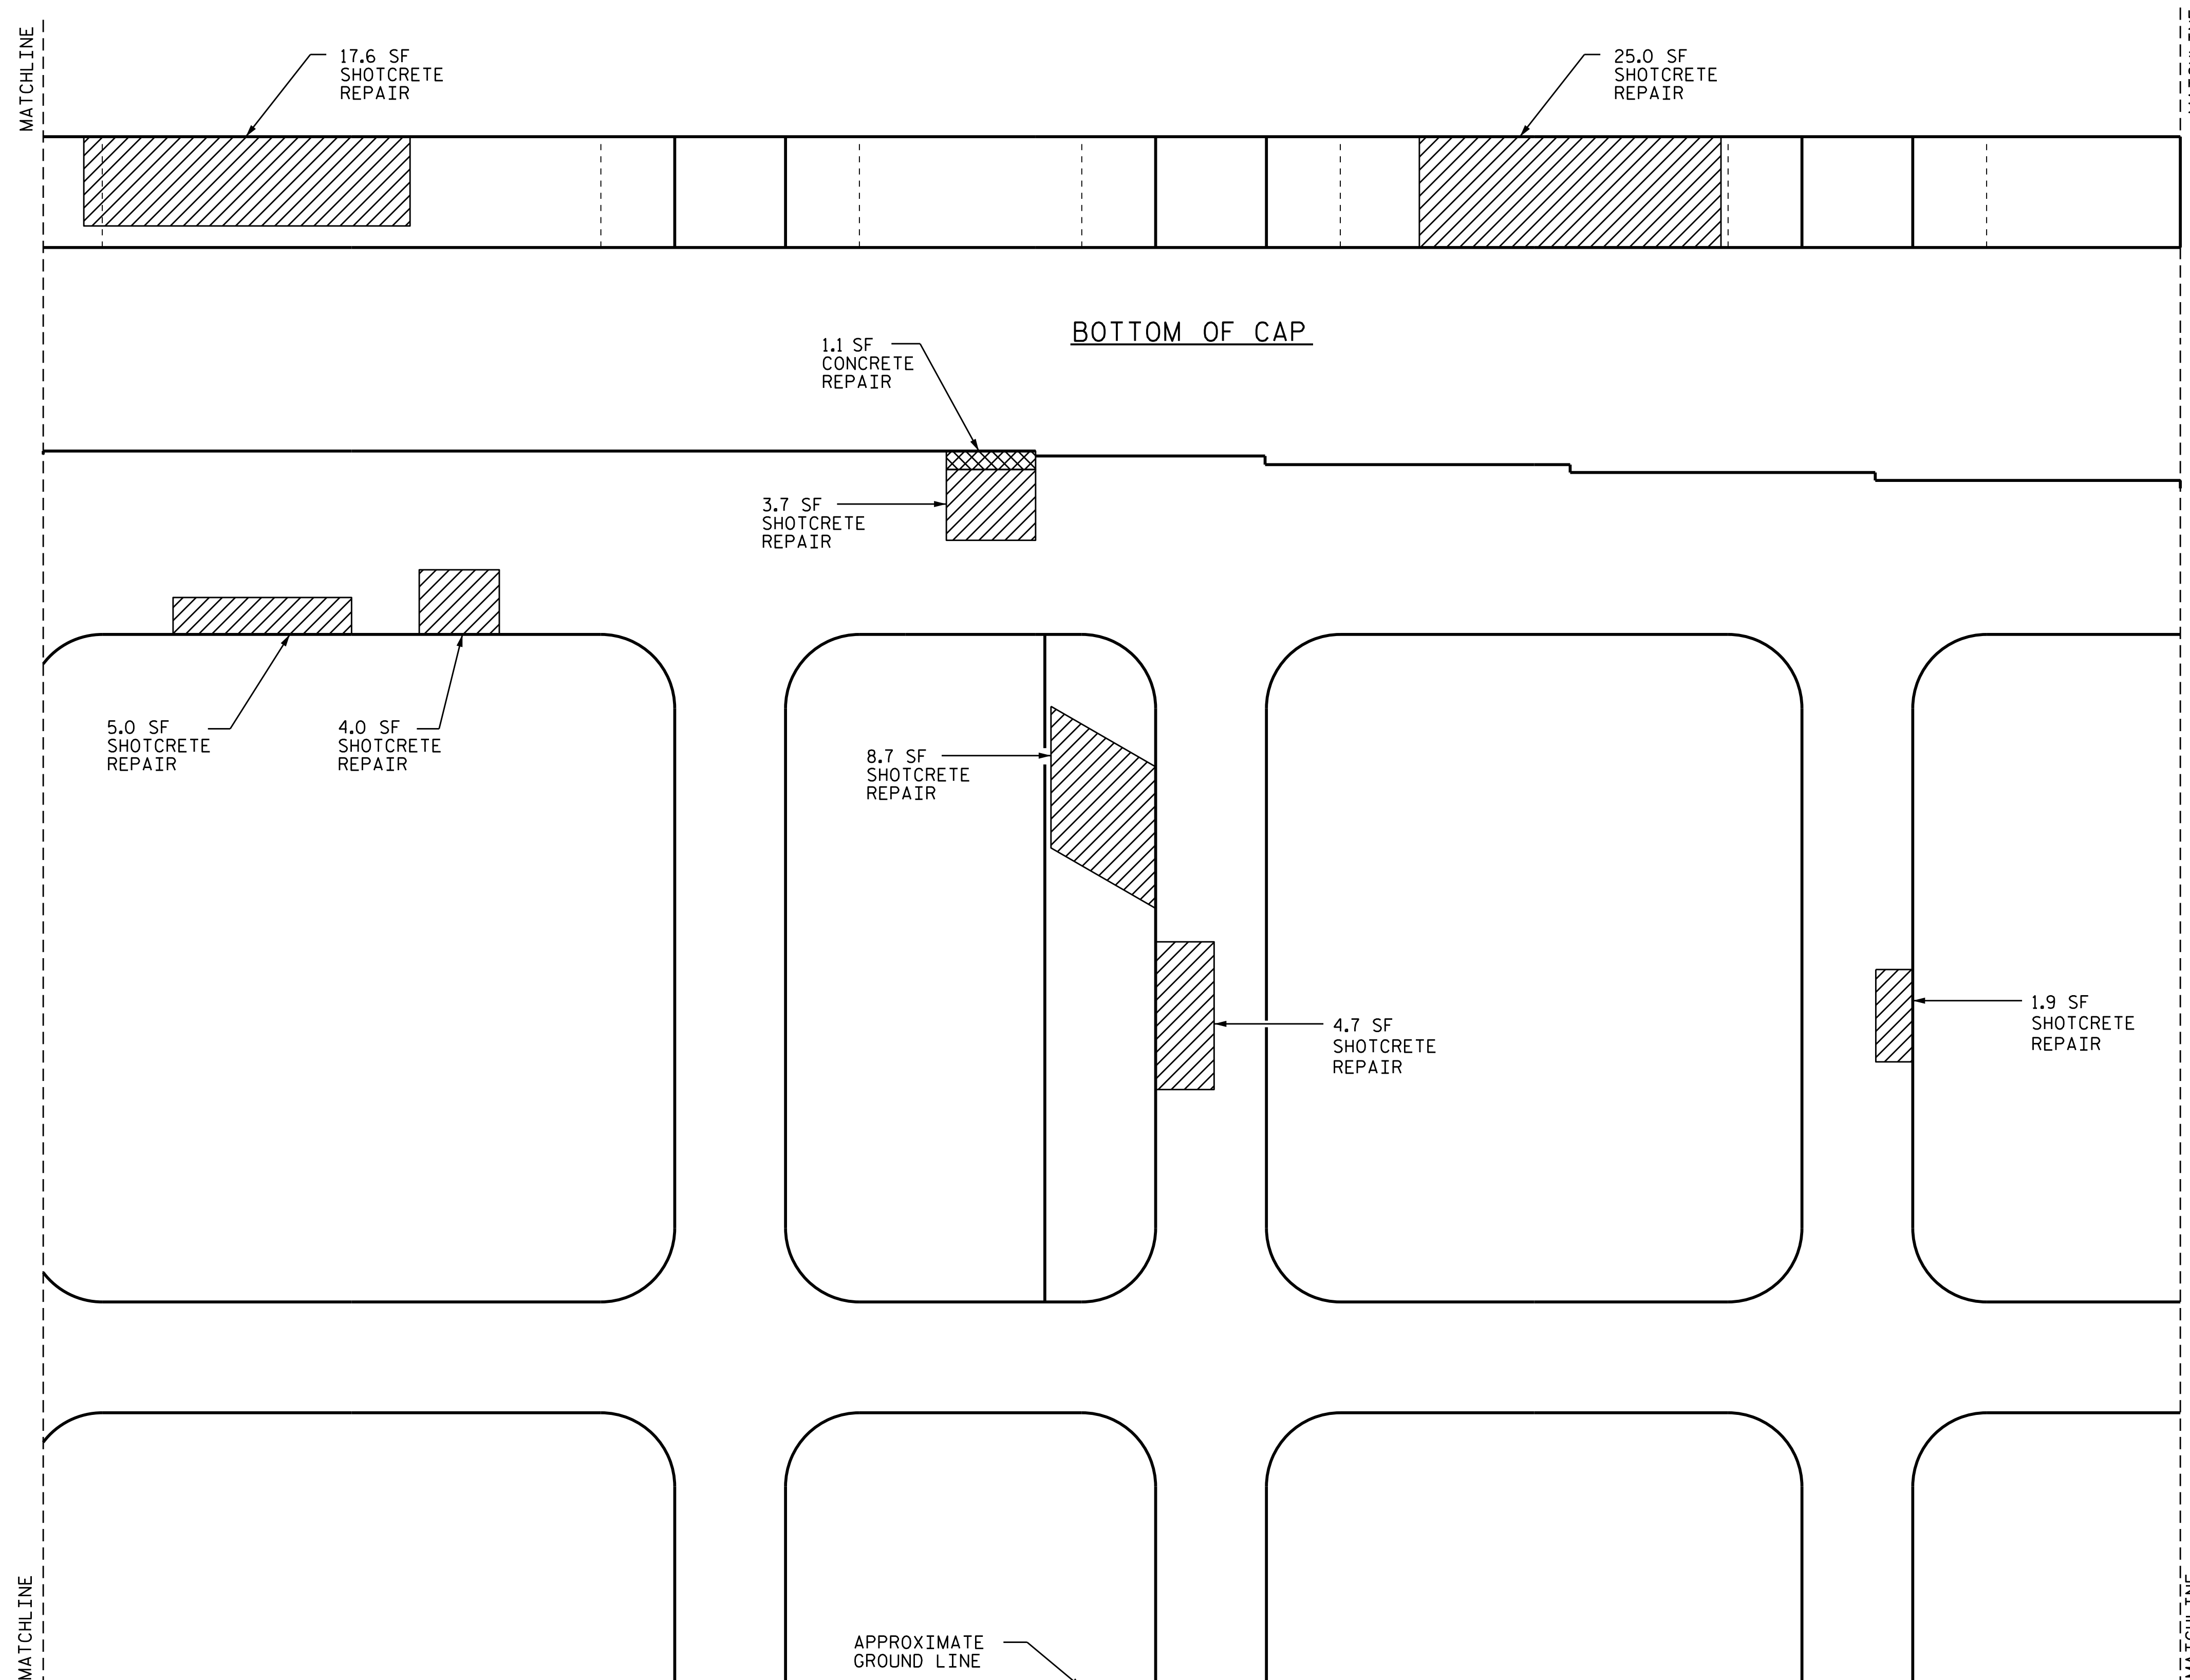 MATCHLINE
17.6 SF
SHOTCRETE
REPAIR
25.0 SF
SHOTCRETE
REPAIR
BOTTOM OF CAP
1.1 SF
CONCRETE
REPAIR
3.7 SF
SHOTCRETE
REPAIR
5.0 SF
SHOTCRETE
REPAIR
4.0 SF
SHOTCRETE
REPAIR
8.7 SF
SHOTCRETE
REPAIR
4.7 SF
SHOTCRETE
REPAIR
1.9 SF
SHOTCRETE
REPAIR
MATCHLINE
APPROXIMATE
GROUND LINE
MATCHLINE